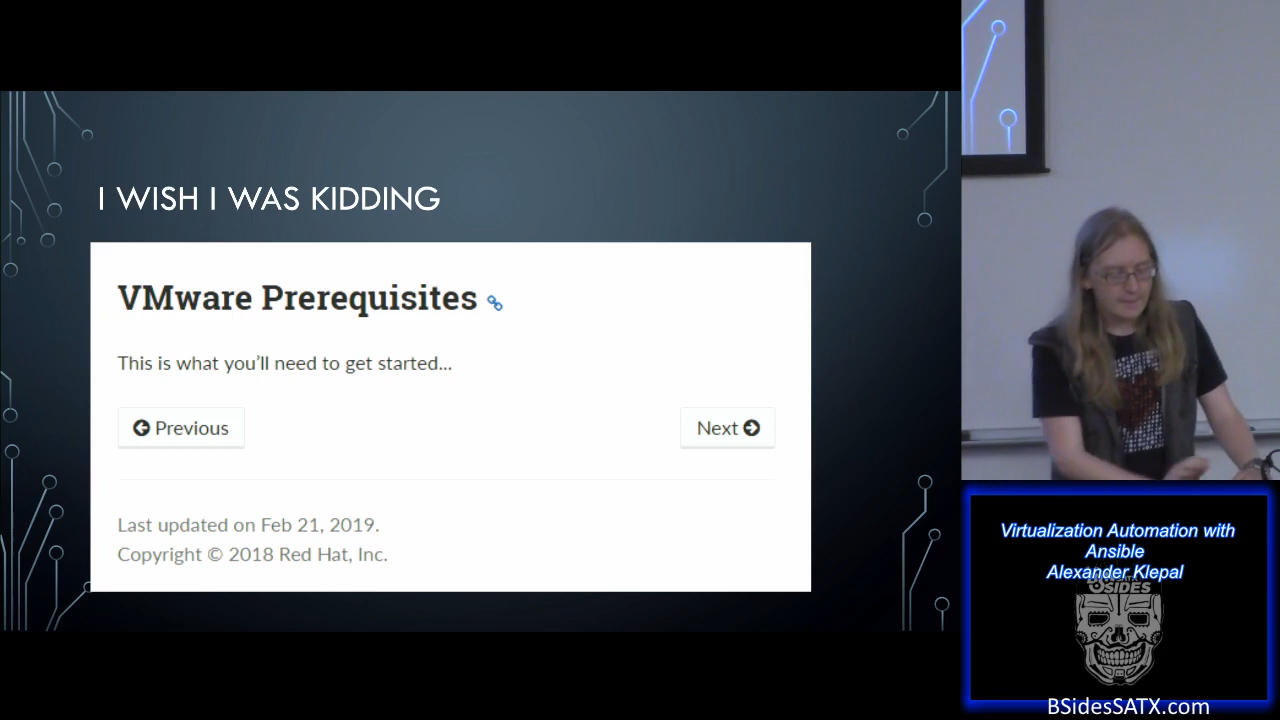 I WISH I WAS KIDDING
VMware Prerequisites
This is what you'll need to get started...
Previous
Next
Last updated on Feb 21, 2019.
Copyright © 2018 Red Hat, Inc.
Virtualization Automation with
Ansible
Alexander Klepal
BSIDES
BSidesSATX.com